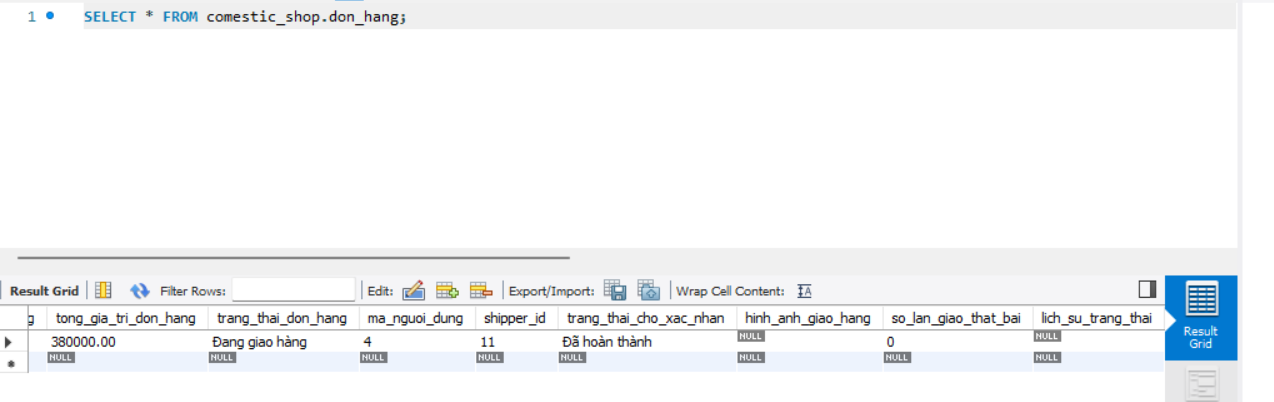 1 SELECT * FROM comestic_shop.don_hang;
Result Grid Filter Rows: Edit: Export/Import: Wrap Cell Content: IA
g tong_gia_tri_don_hang trang_thai_don_hang ma_nguoi_dung shipper_id trang_thai_cho_xac_nhan hinh_anh_giao_hang so_lan_giao_that_bai lich_su_trang_thai
380000.00 Đang giao hàng 4 11 Đã hoàn thành NULL 0 NULL
NULL NULL NULL NULL NULL NULL NULL NULL
Result
Grid